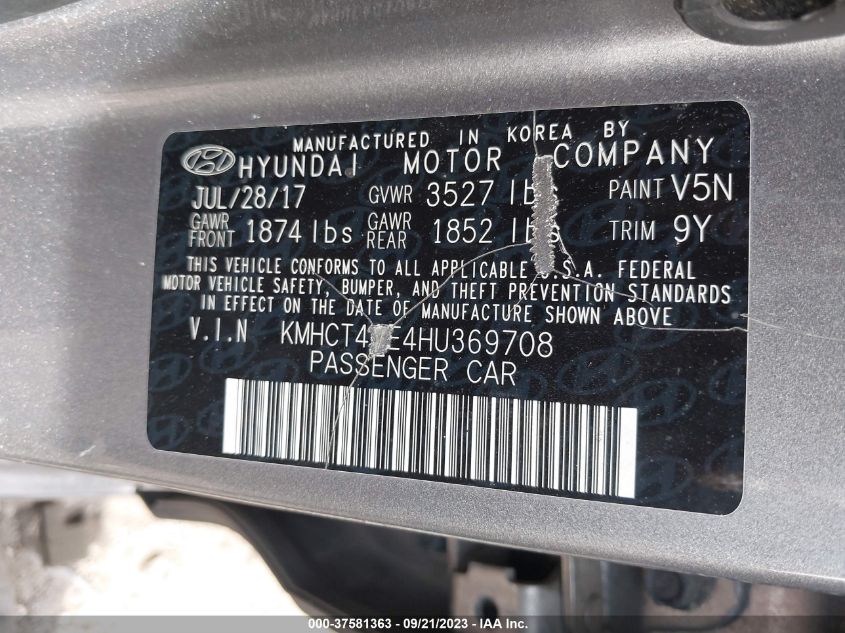 MANUFACTURED IN KOREA BY
HYUNDAI MOTOR COMPANY
JUL/28/17 GVWR 3527 lbs PAINT V5N
GAWR FRONT 1874 lbs GAWR REAR 1852 lbs TRIM 9Y
THIS VEHICLE CONFORMS TO ALL APPLICABLE U.S.A. FEDERAL
MOTOR VEHICLE SAFETY, BUMPER, AND THEFT PREVENTION STANDARDS
IN EFFECT ON THE DATE OF MANUFACTURE SHOWN ABOVE
V.I.N
PASSENGER CAR
000-37581363 - 09/21/2023 - iaai.com